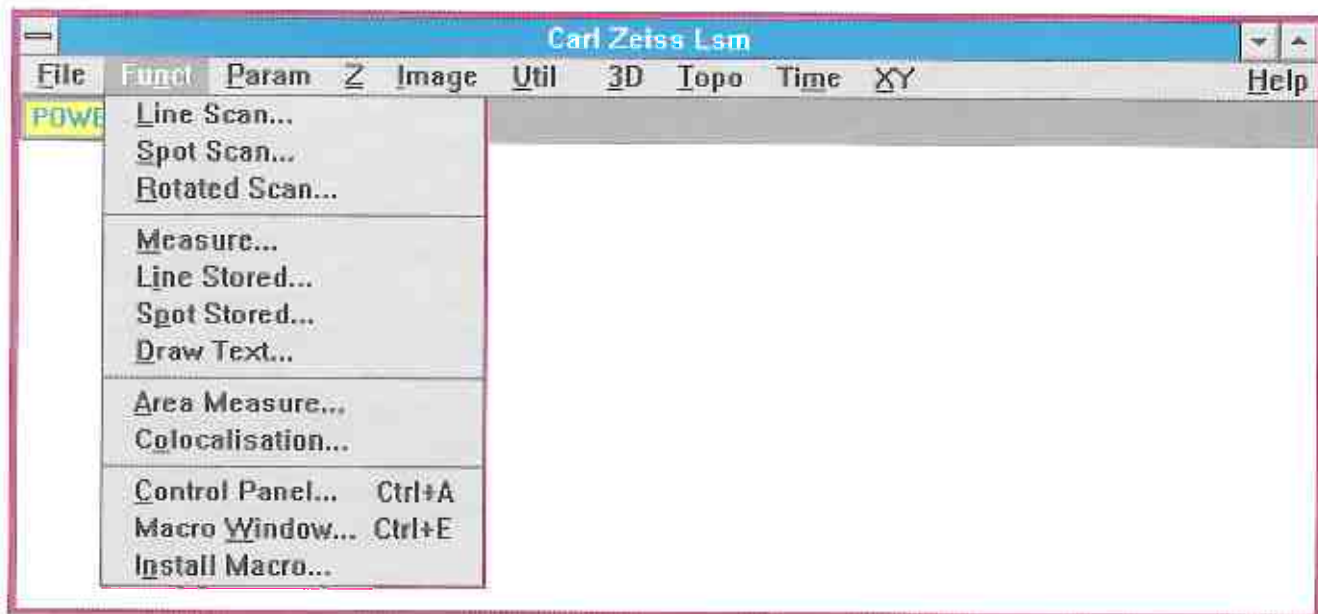 Carl Zeiss Lsm
File Funct Param Z Image Util 3D Topo Time XY Help
POWE
Line Scan...
Spot Scan...
Rotated Scan...
Measure...
Line Stored...
Spot Stored...
Draw Text...
Area Measure...
Colocalisation...
Control Panel... Ctrl+A
Macro Window... Ctrl+E
Install Macro...